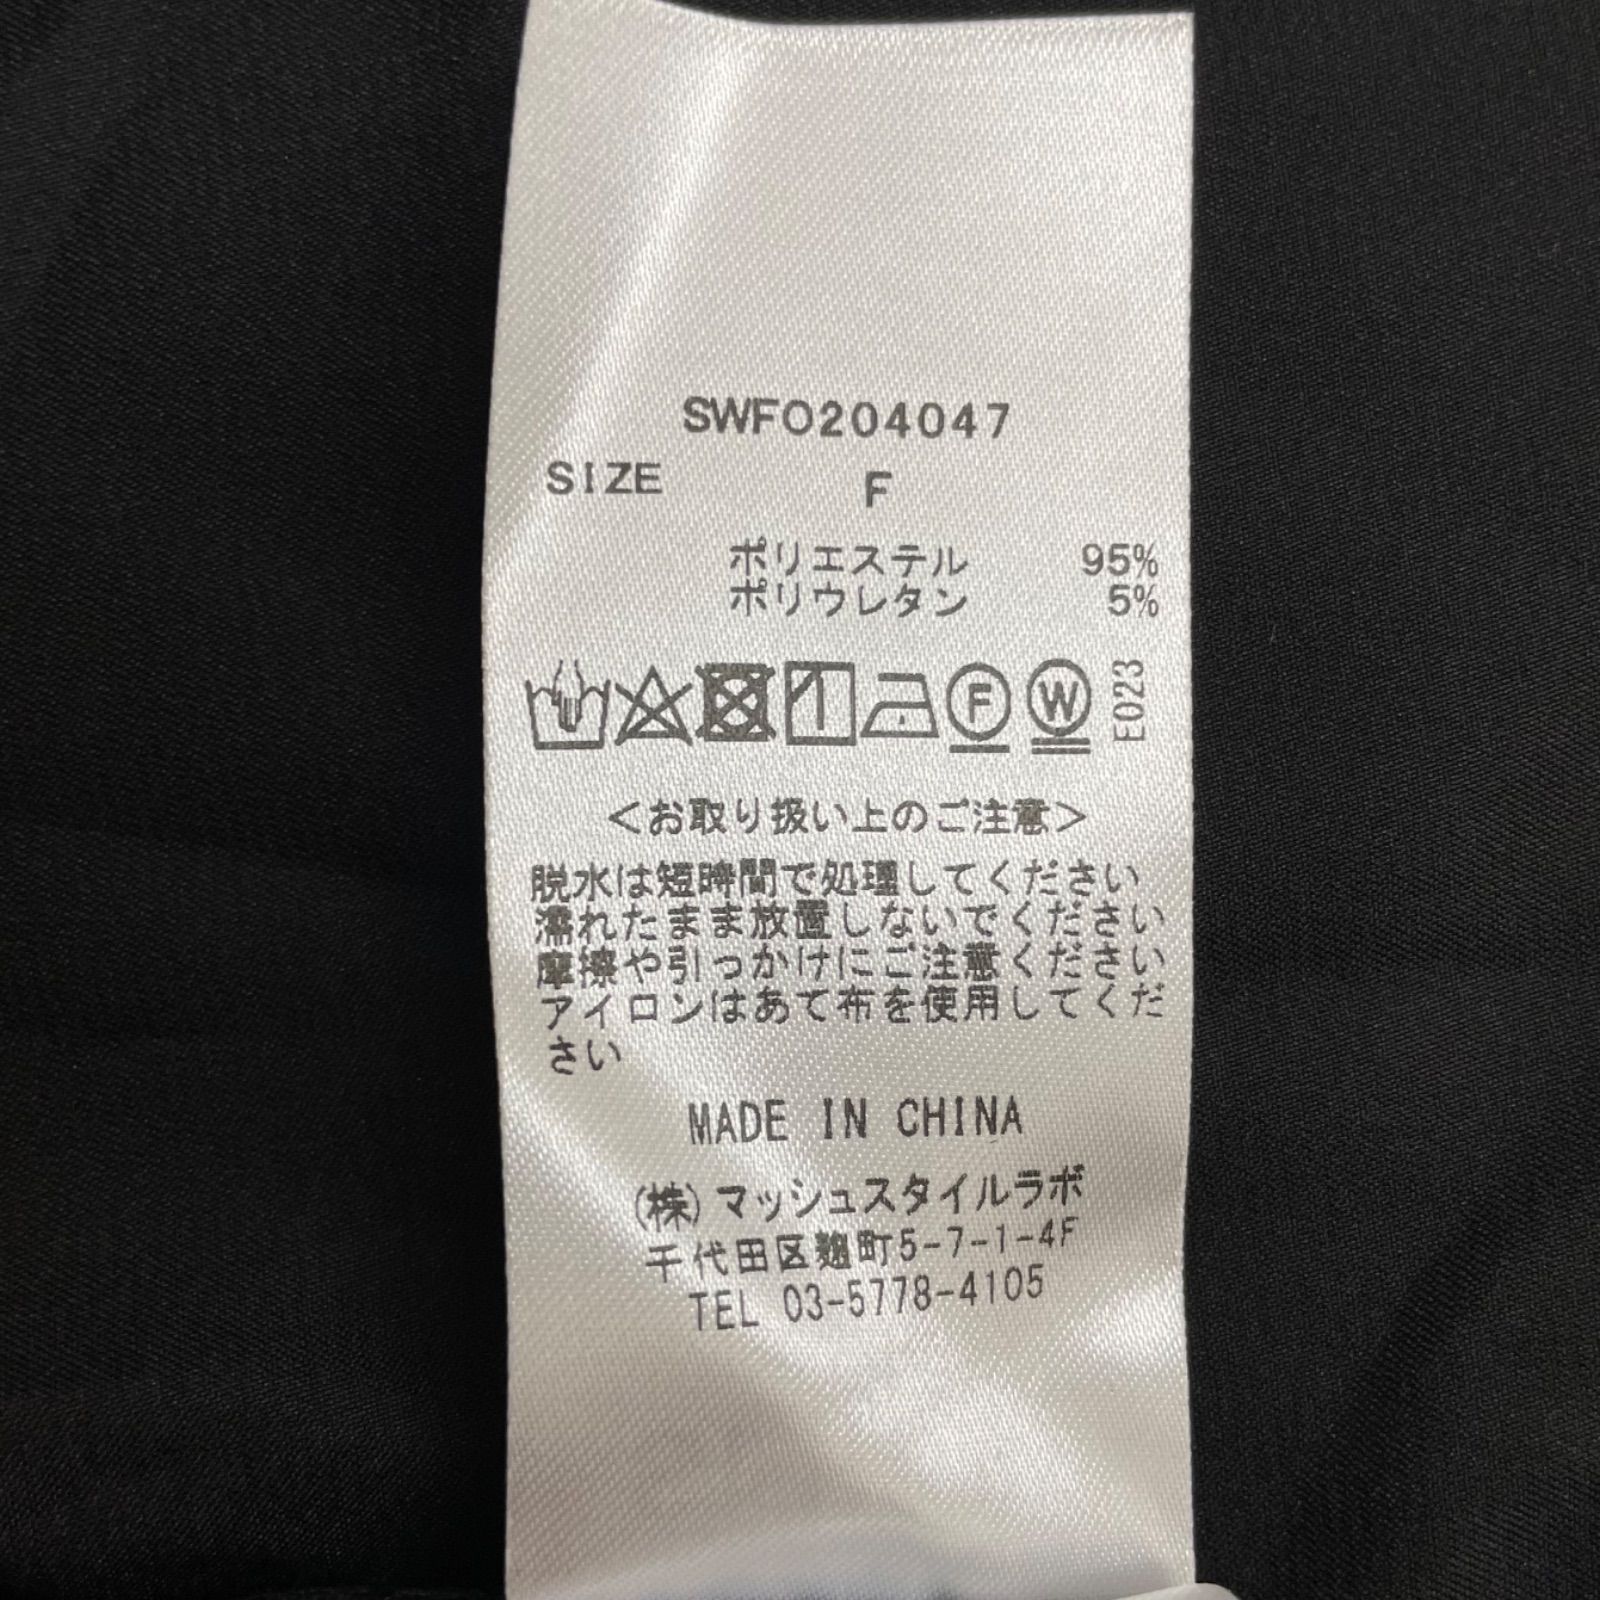 SWFO204047
SIZE F
ポリエステル 95%
ポリウレタン 5%
F W E023
<お取り扱い上のご注意>
脱水は短時間で処理してください
濡れたまま放置しないでください
摩擦や引っかけにご注意ください
アイロンはあて布を使用してくだ
さい
MADE IN CHINA
(株)マッシュスタイルラボ
千代田区麹町5-7-1-4F
TEL 03-5778-4105